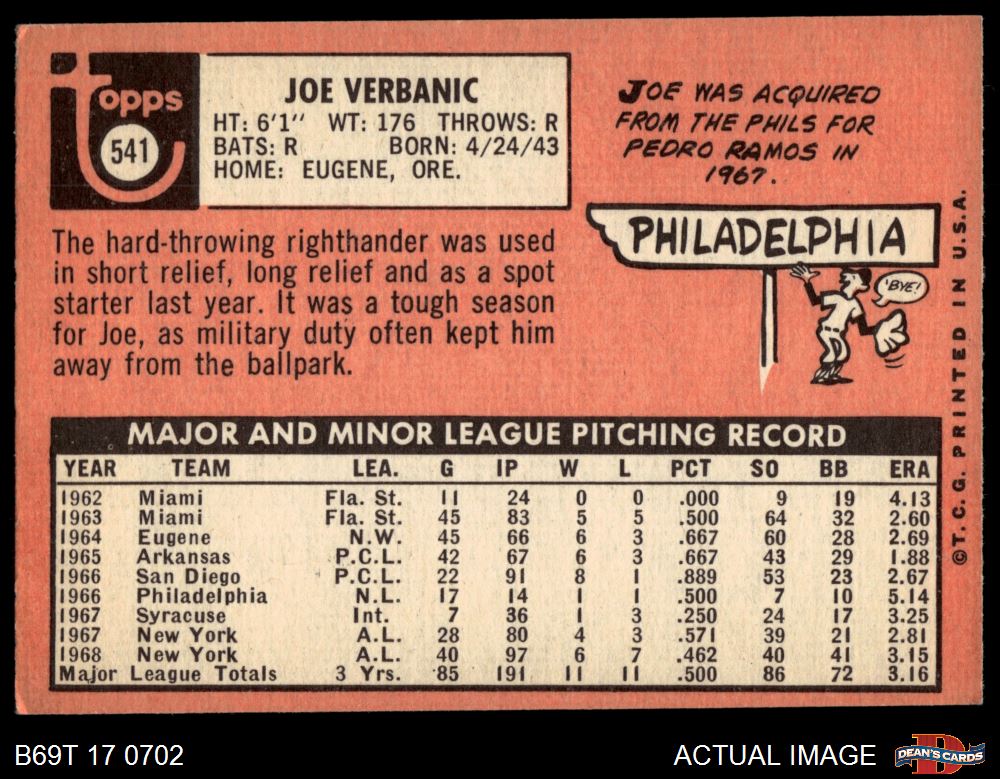 Topps
541
JOE VERBANIC
HT: 6'1" WT: 176 THROWS: R
BATS: R BORN: 4/24/43
HOME: EUGENE, ORE.
JOE WAS ACQUIRED
FROM THE PHILS FOR
PEDRO RAMOS IN
1967.
PHILADELPHIA
'BYE!
The hard-throwing righthander was used
in short relief, long relief and as a spot
starter last year. It was a tough season
for Joe, as military duty often kept him
away from the ballpark.
MAJOR AND MINOR LEAGUE PITCHING RECORD
YEAR TEAM LEA. G IP W L PCT SO BB ERA
1962 Miami Fla. St. 11 24 0 0 .000 9 19 4.13
1963 Miami Fla. St. 45 83 5 5 .500 64 32 2.60
1964 Eugene N.W. 45 66 6 3 .667 60 28 2.69
1965 Arkansas P.C.L. 42 67 6 3 .667 43 29 1.88
1966 San Diego P.C.L. 22 91 8 1 .889 53 23 2.67
1966 Philadelphia N.L. 17 14 1 1 .500 7 10 5.14
1967 Syracuse Int. 7 36 1 3 .250 24 17 3.25
1967 New York A.L. 28 80 4 3 .571 39 21 2.81
1968 New York A.L. 40 97 6 7 .462 40 41 3.15
Major League Totals 3 Yrs. 85 191 11 11 .500 86 72 3.16
©T. C. G. PRINTED IN U.S.A.
B69T 17 0702
ACTUAL IMAGE
DEAN'S CARDS